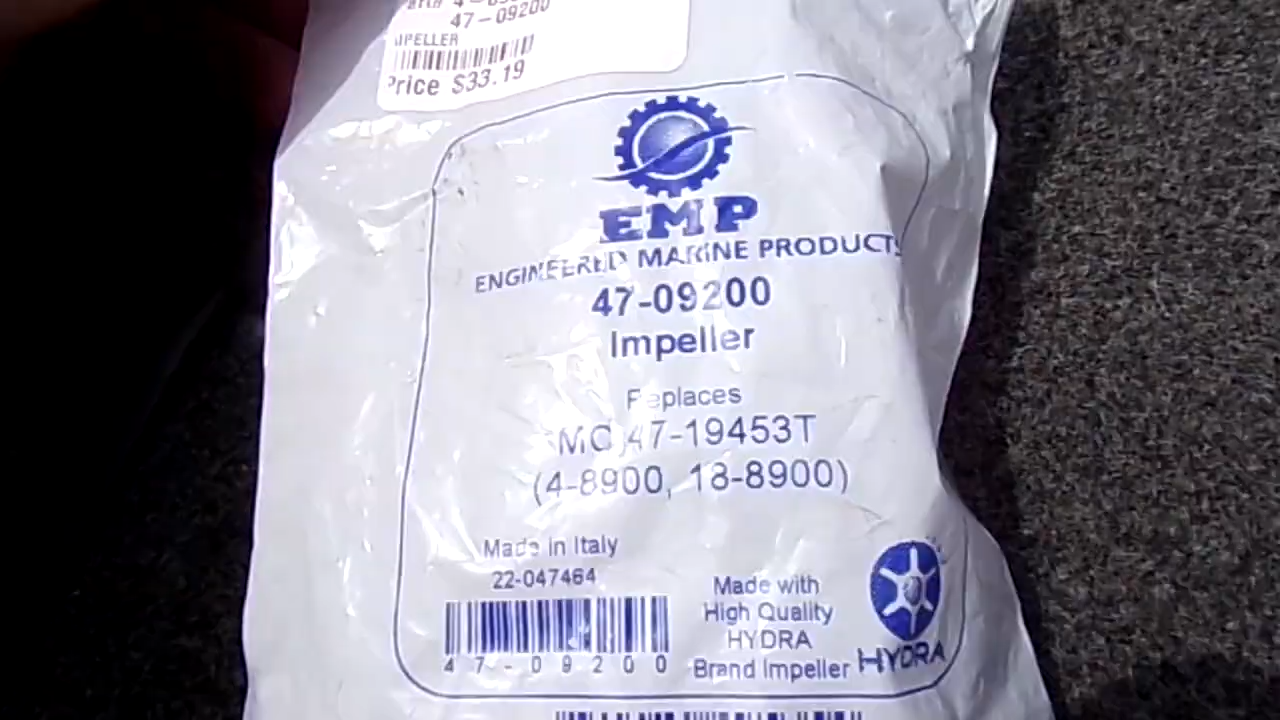 47-09200
IMPELLER
Price $33.19
EMP
ENGINEERED MARINE PRODUCTS
47-09200
Impeller
Replaces
MC 47-19453T
(4-8900, 18-8900)
Made in Italy
22-047464
47-09200
Made with
High Quality
HYDRA
Brand Impeller
HYDRA